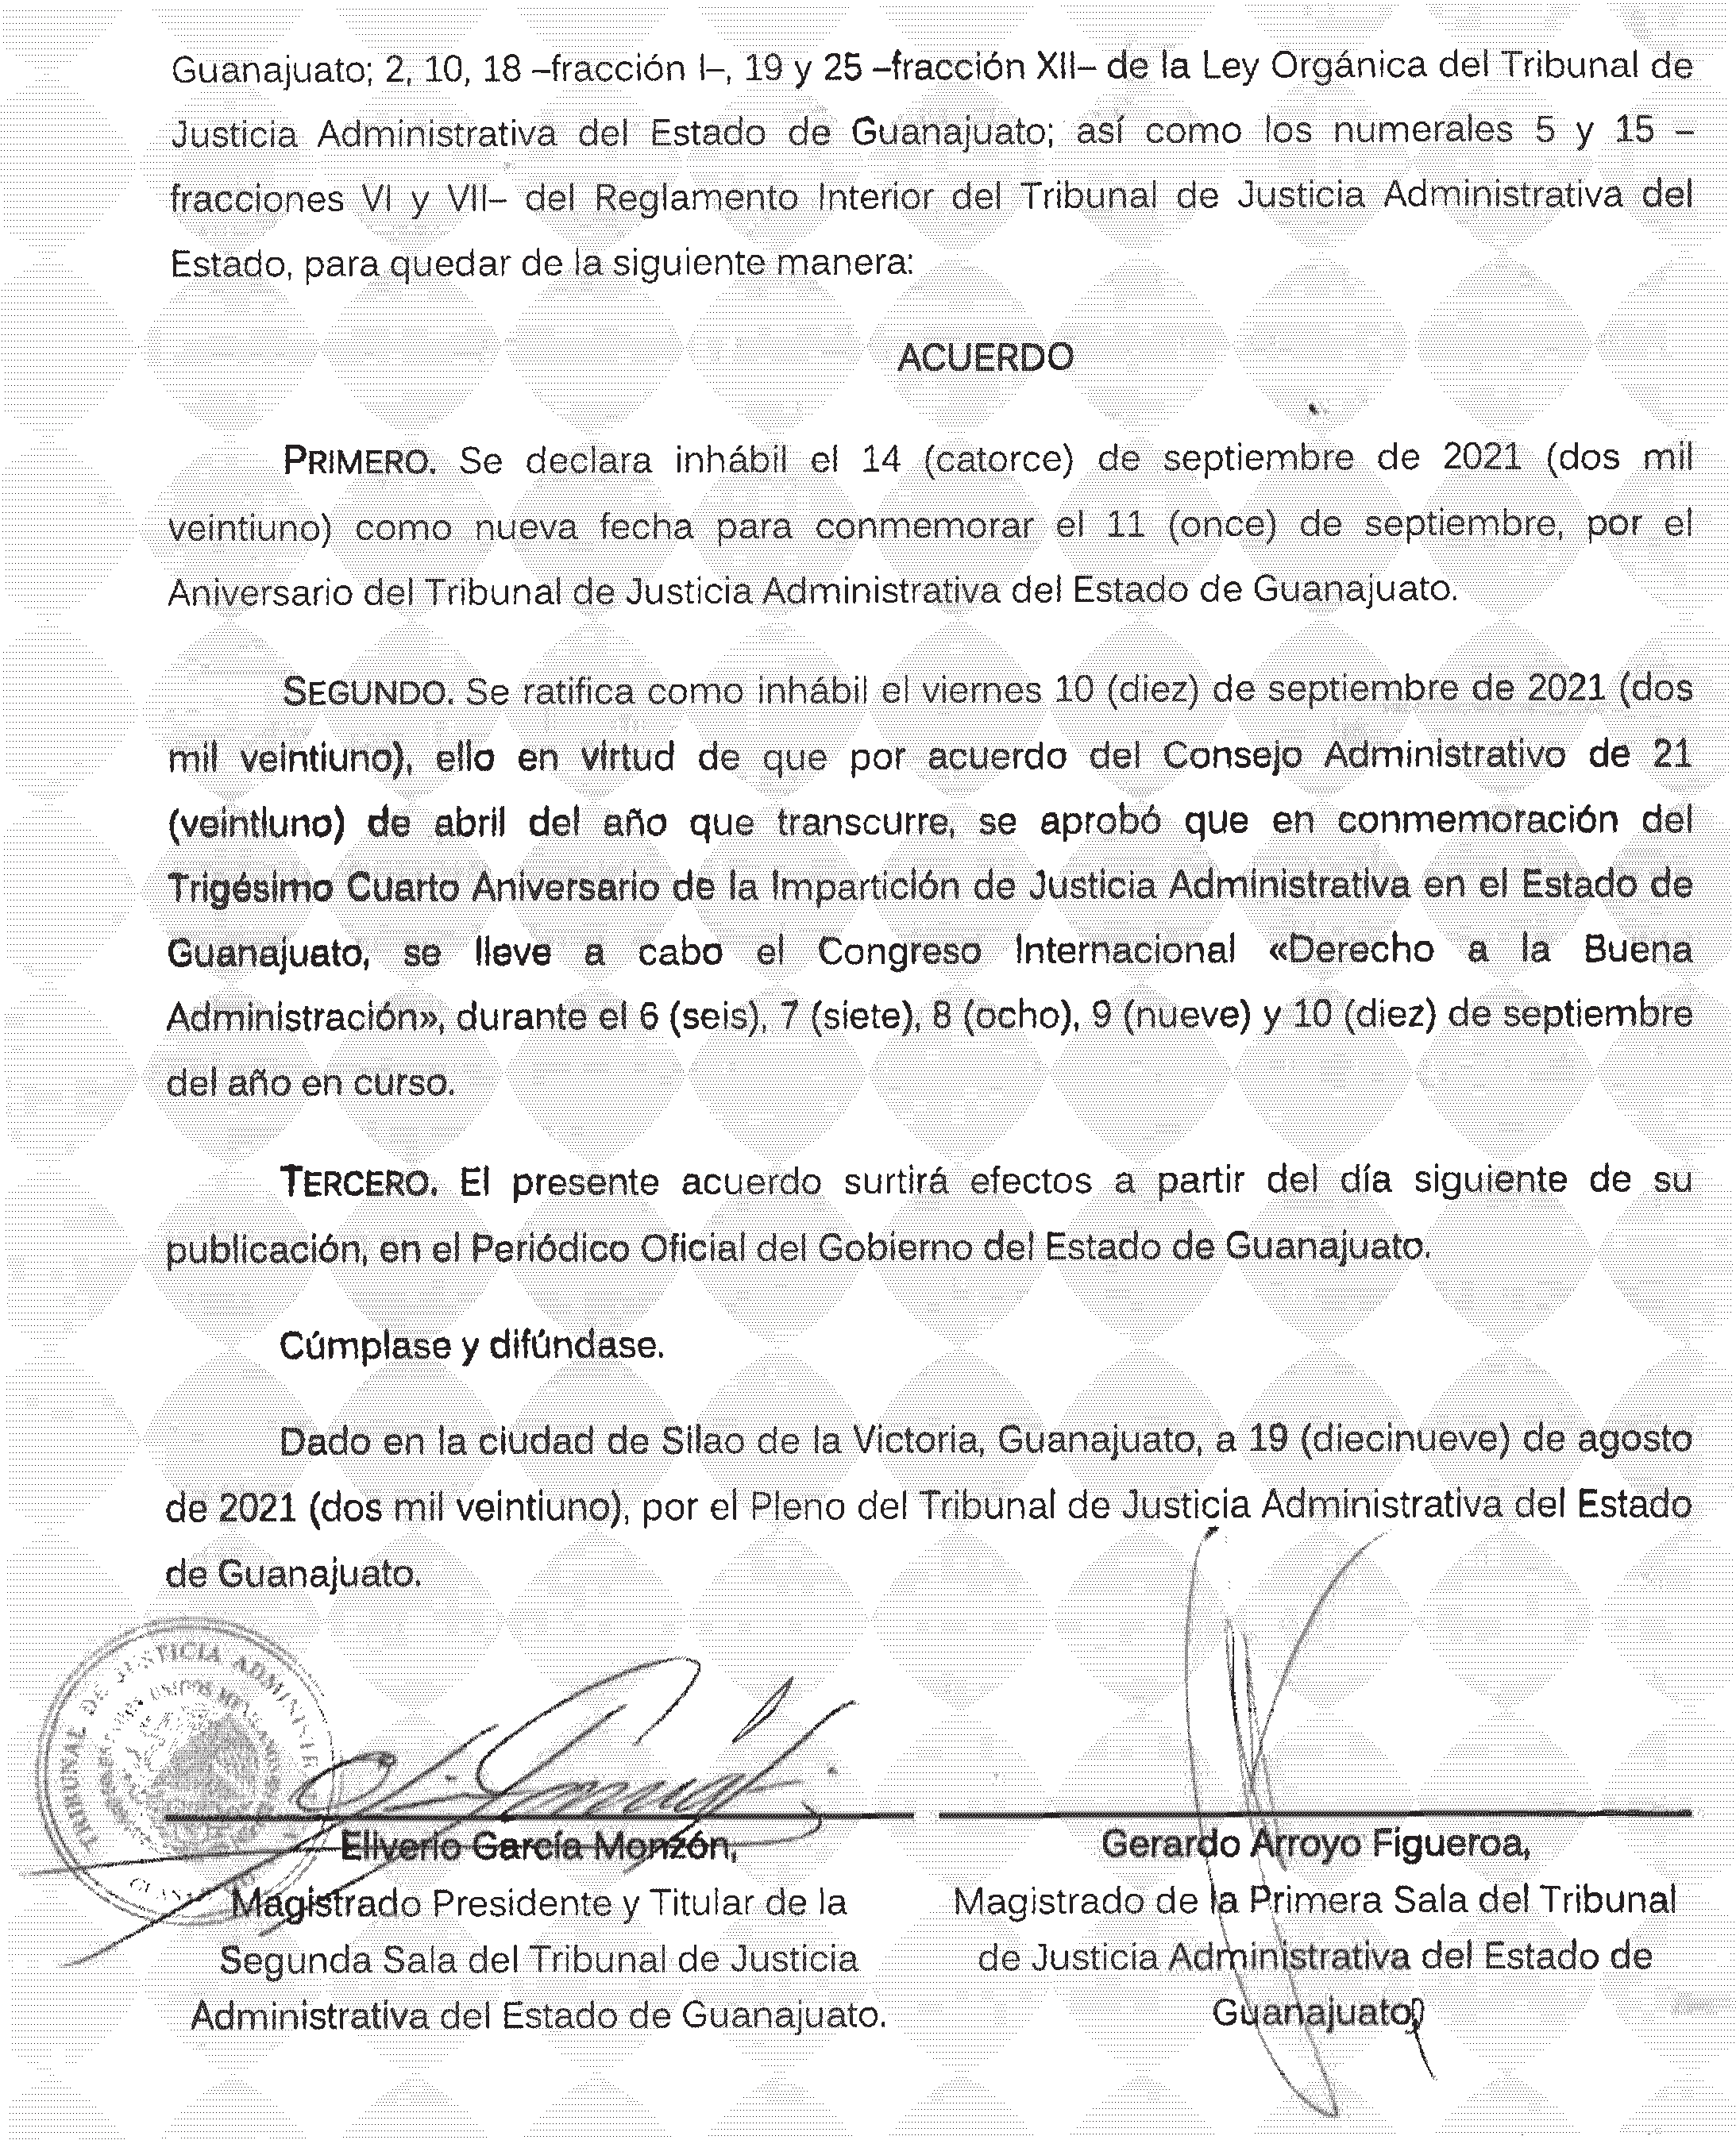 Guanajuato; 2, 10, 18 –fracción I–, 19 y 25 –fracción XII– de la Ley Orgánica del Tribunal de
Justicia Administrativa del Estado de Guanajuato; así como los numerales 5 y 15 –
fracciones VI y VII– del Reglamento Interior del Tribunal de Justicia Administrativa del
Estado, para quedar de la siguiente manera:
ACUERDO
PRIMERO. Se declara inhábil el 14 (catorce) de septiembre de 2021 (dos mil
veintiuno) como nueva fecha para conmemorar el 11 (once) de septiembre, por el
Aniversario del Tribunal de Justicia Administrativa del Estado de Guanajuato.
SEGUNDO. Se ratifica como inhábil el viernes 10 (diez) de septiembre de 2021 (dos
mil veintiuno), ello en virtud de que por acuerdo del Consejo Administrativo de 21
(veintiuno) de abril del año que transcurre, se aprobó que en conmemoración del
Trigésimo Cuarto Aniversario de la Impartición de Justicia Administrativa en el Estado de
Guanajuato, se lleve a cabo el Congreso Internacional «Derecho a la Buena
Administración», durante el 6 (seis), 7 (siete), 8 (ocho), 9 (nueve) y 10 (diez) de septiembre
del año en curso.
TERCERO. El presente acuerdo surtirá efectos a partir del día siguiente de su
publicación, en el Periódico Oficial del Gobierno del Estado de Guanajuato.
Cúmplase y difúndase.
Dado en la ciudad de Silao de la Victoria, Guanajuato, a 19 (diecinueve) de agosto
de 2021 (dos mil veintiuno), por el Pleno del Tribunal de Justicia Administrativa del Estado
de Guanajuato.
TRIBUNAL DE JUSTICIA
Eliverio García Monzón,
Magistrado Presidente y Titular de la
Segunda Sala del Tribunal de Justicia
Administrativa del Estado de Guanajuato.
Gerardo Arroyo Figueroa,
Magistrado de la Primera Sala del Tribunal
de Justicia Administrativa del Estado de
Guanajuato